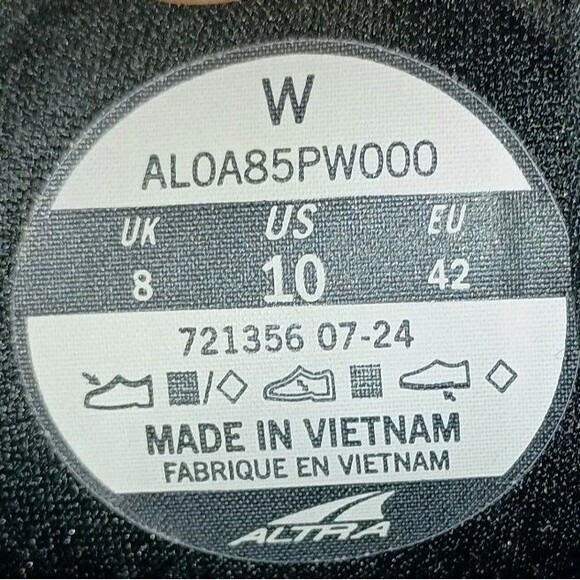 W
AL0A85PW000
UK US EU
8 10 42
721356 07-24
MADE IN VIETNAM
FABRIQUE EN VIETNAM
ALTRA